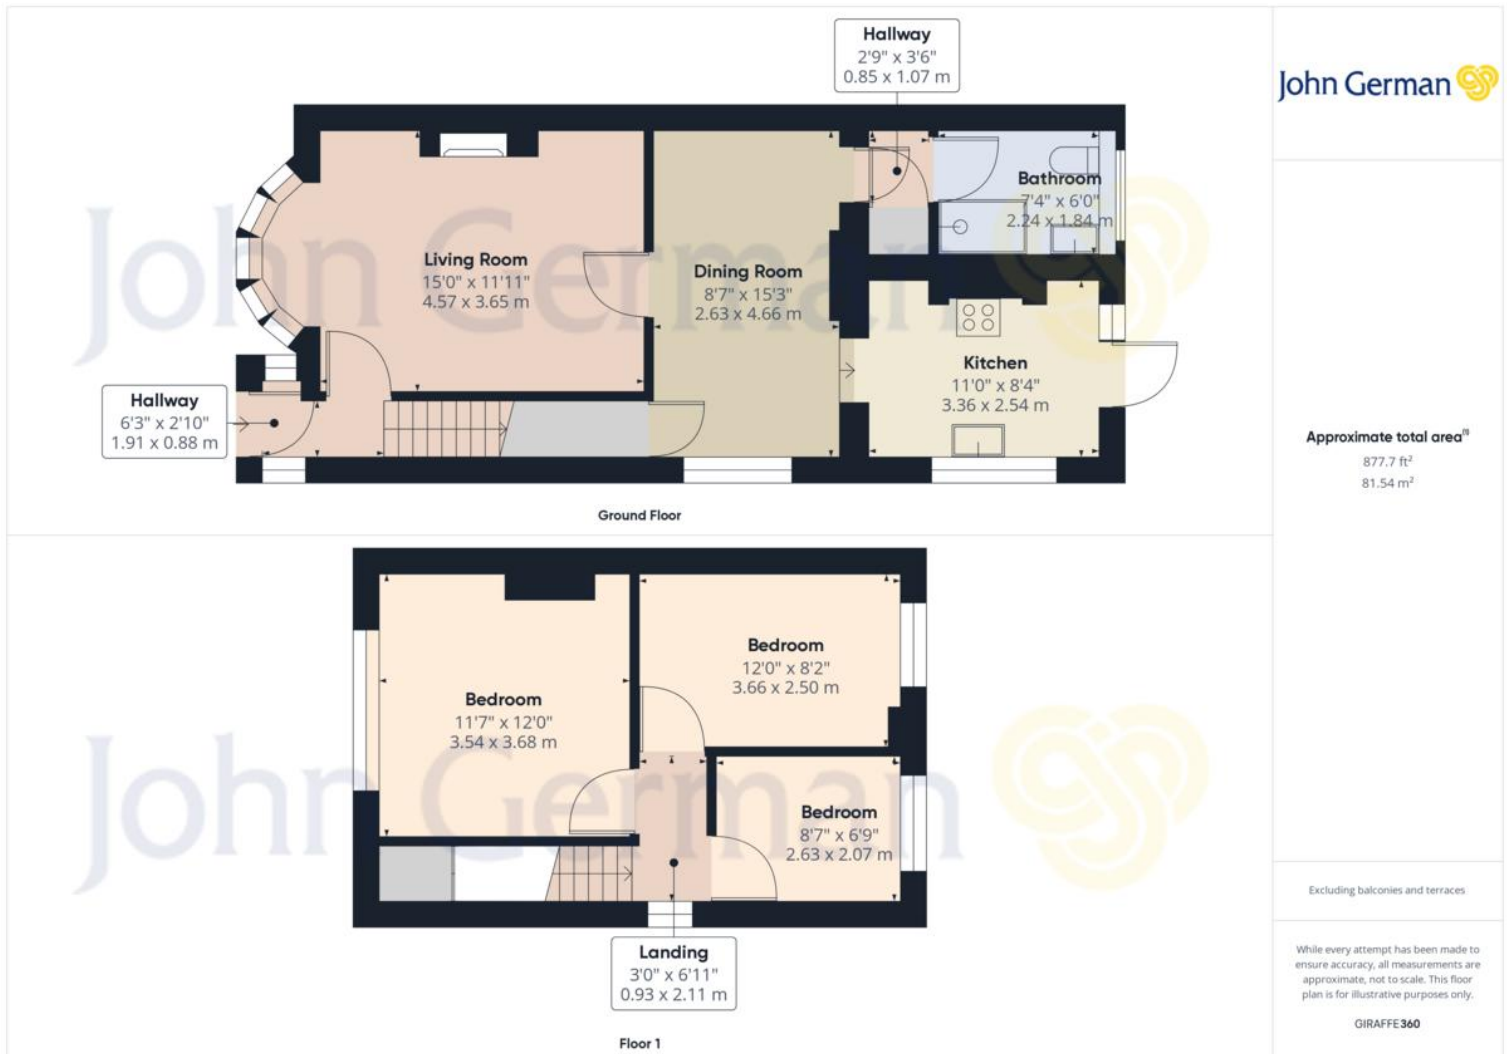 Hallway
2'9" x 3'6"
0.85 x 1.07 m
John German
Bathroom
7'4" x 6'0"
2.24 x 1.84 m
Living Room
15'0" x 11'11"
4.57 x 3.65 m
Dining Room
8'7" x 15'3"
2.63 x 4.66 m
Kitchen
11'0" x 8'4"
3.36 x 2.54 m
Hallway
6'3" x 2'10"
1.91 x 0.88 m
John German
Ground Floor
Approximate total area⁽¹⁾
877.7 ft²
81.54 m²
Bedroom
11'7" x 12'0"
3.54 x 3.68 m
Bedroom
12'0" x 8'2"
3.66 x 2.50 m
Bedroom
8'7" x 6'9"
2.63 x 2.07 m
John German
Landing
3'0" x 6'11"
0.93 x 2.11 m
Floor 1
Excluding balconies and terraces
While every attempt has been made to
ensure accuracy, all measurements are
approximate, not to scale. This floor
plan is for illustrative purposes only.
GIRAFFE360